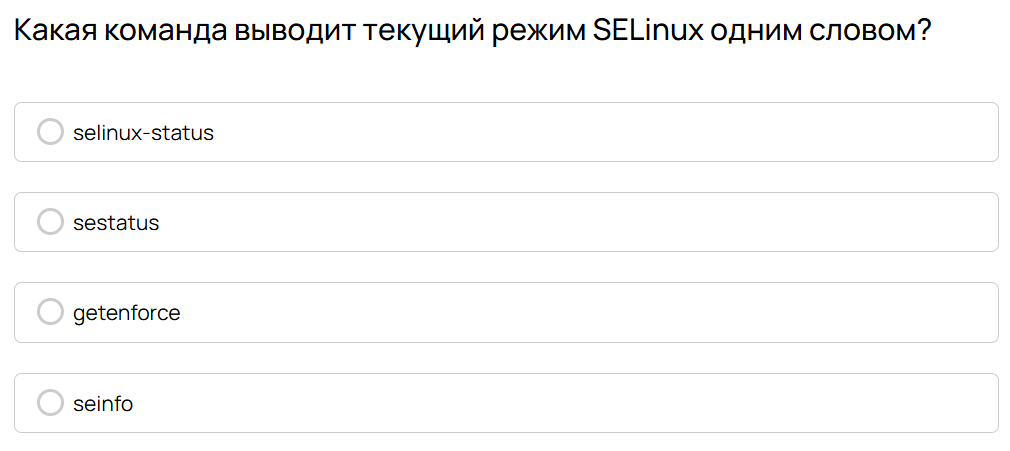 Какая команда выводит текущий режим SELinux одним словом?
selinux-status
sestatus
getenforce
seinfo